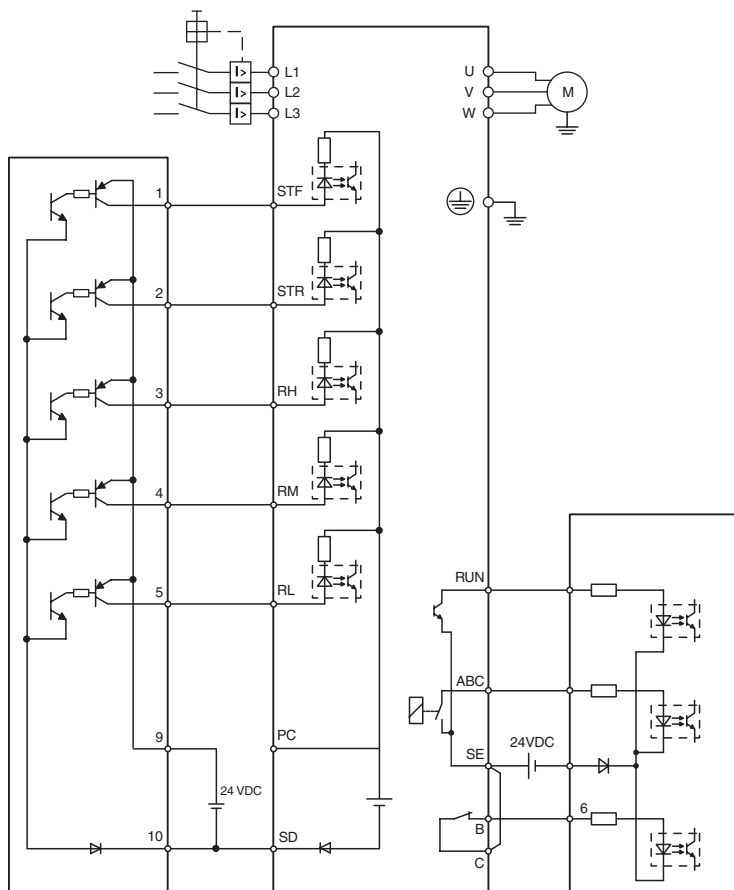 I> L1 U
I> L2 V M
I> L3 W
1 STF
2 STR
3 RH
4 RM
5 RL
RUN
ABC
9 PC
SE 24VDC
24 VDC
10 SD
B 6
C